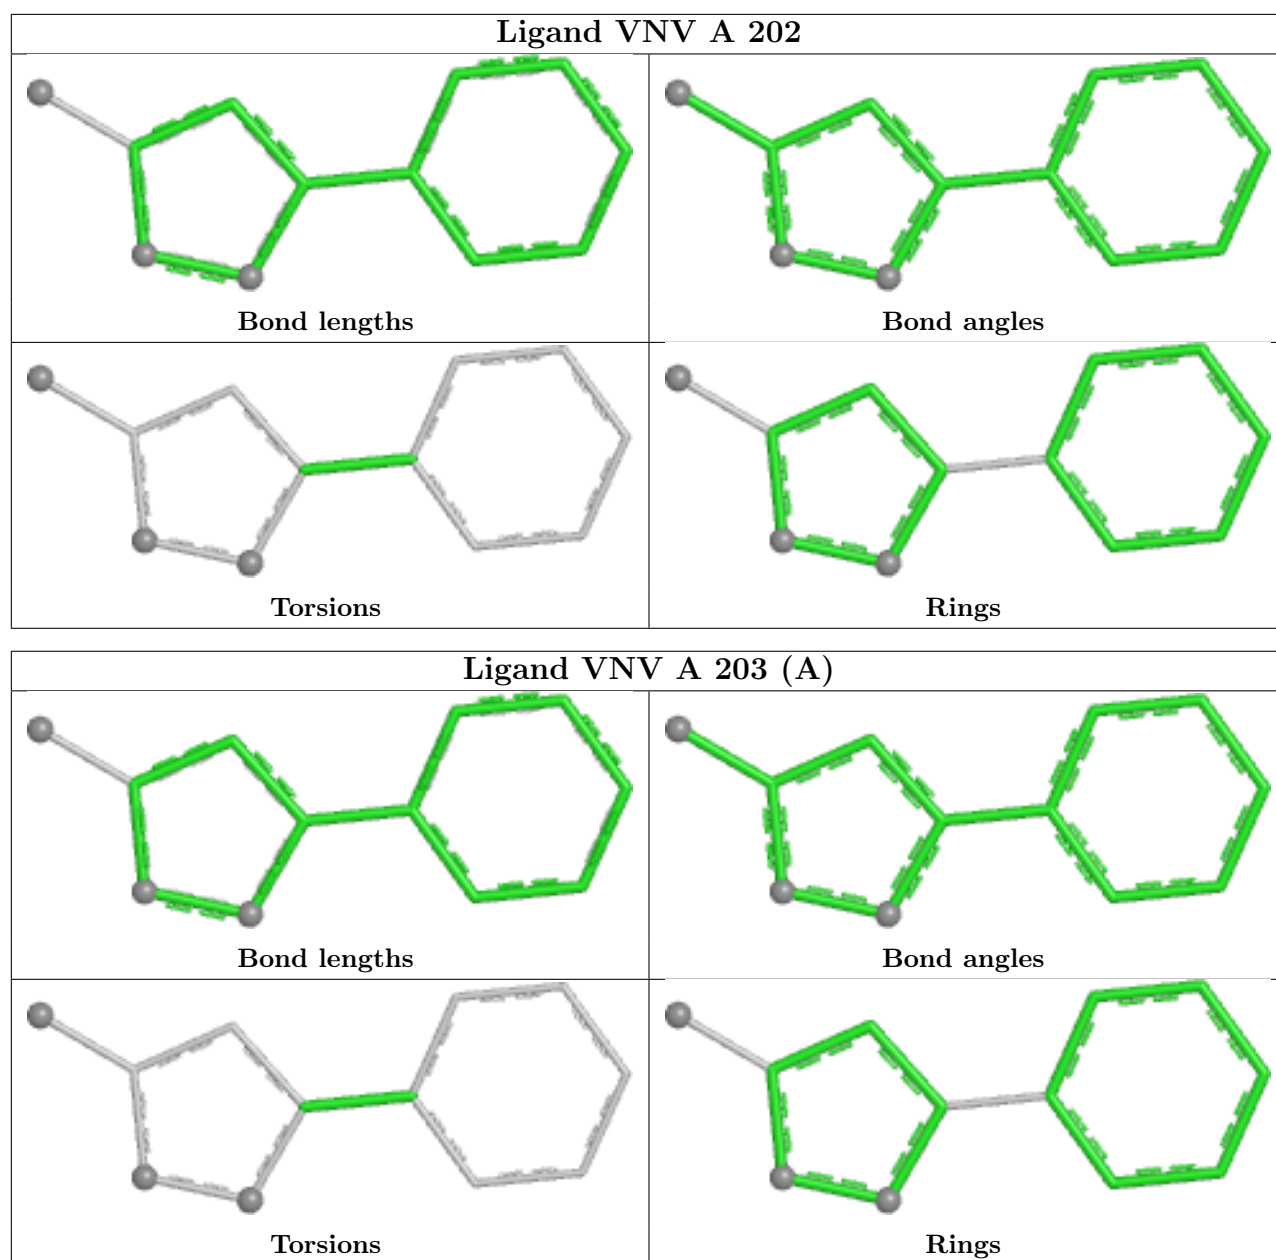 Ligand VNV A 202
Bond lengths
Bond angles
Torsions
Rings
Ligand VNV A 203 (A)
Bond lengths
Bond angles
Torsions
Rings